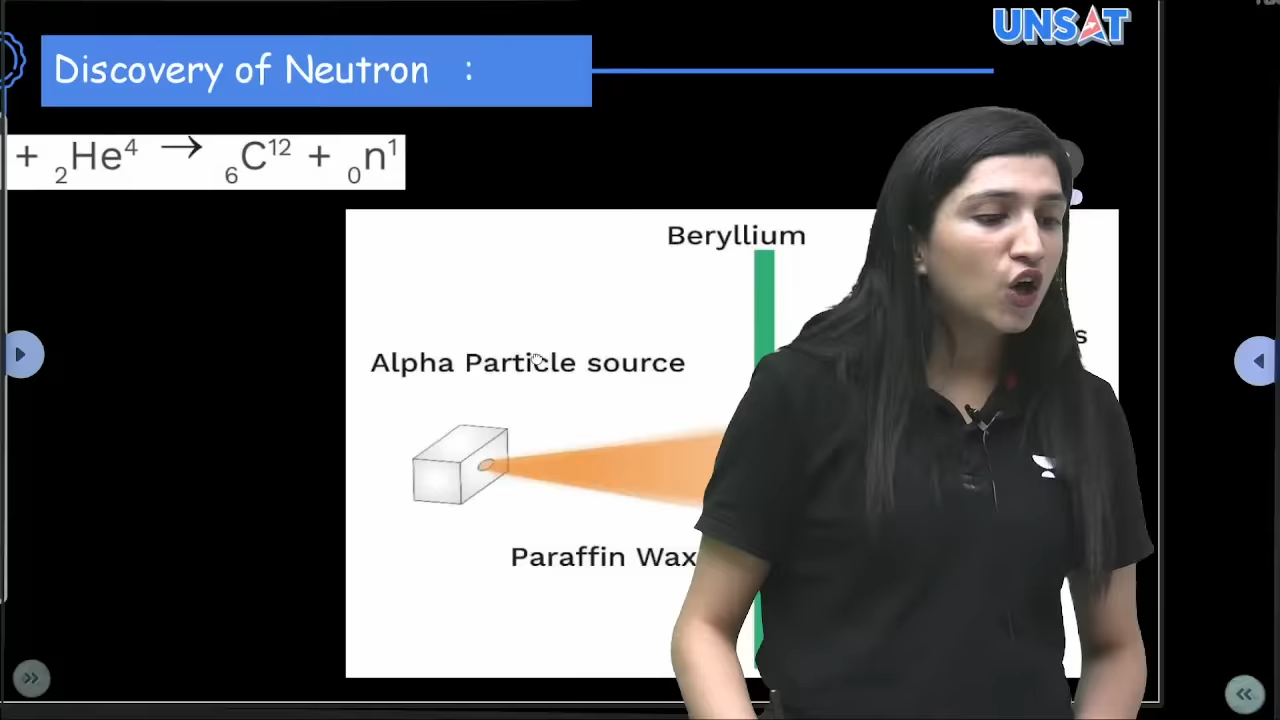 UNSAT
Discovery of Neutron :
+ ₂He⁴ → ₆C¹² + ₀n¹
Beryllium
Alpha Particle source
Paraffin Wax